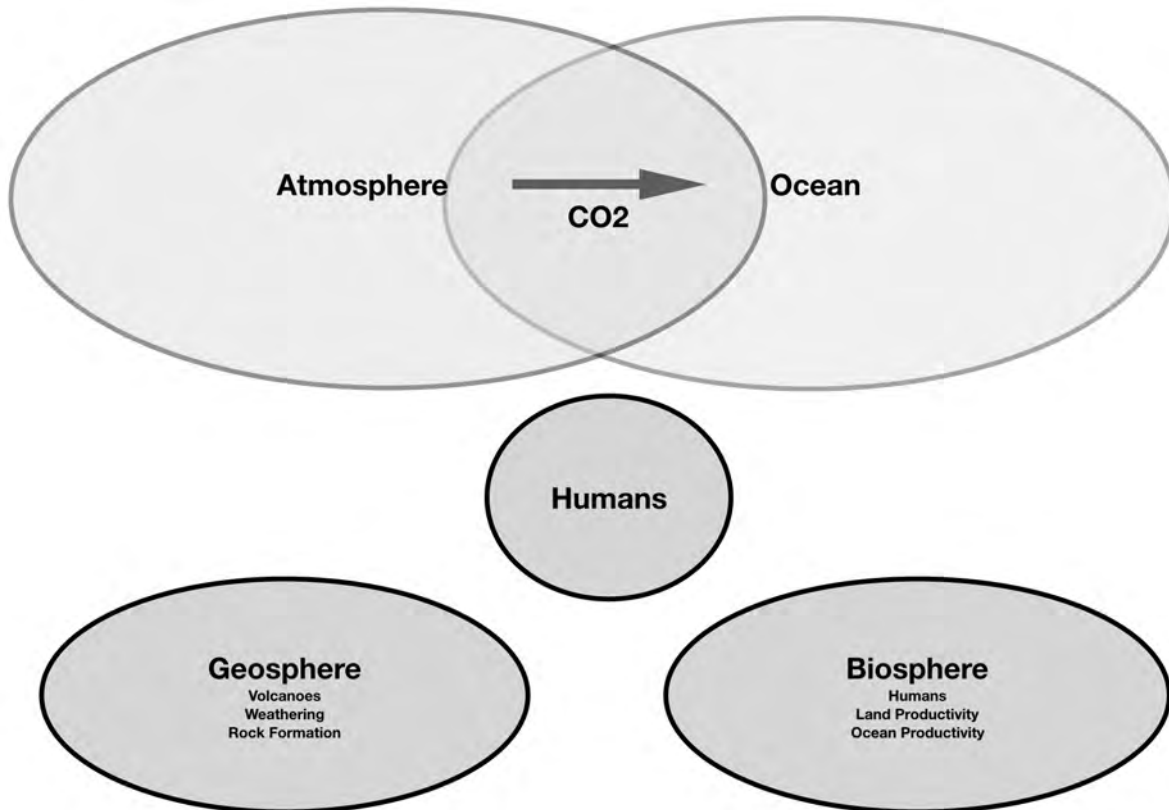 Atmosphere
Ocean
CO2
Humans
Geosphere
Volcanoes
Weathering
Rock Formation
Biosphere
Humans
Land Productivity
Ocean Productivity